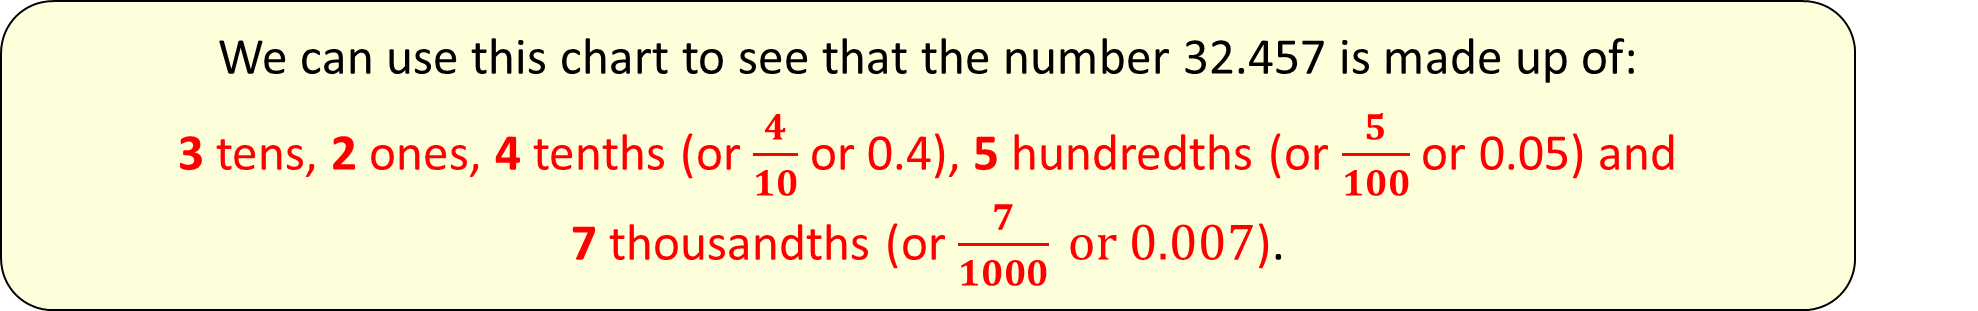 We can use this chart to see that the number 32.457 is made up of:
3 tens, 2 ones, 4 tenths (or 4/10 or 0.4), 5 hundredths (or 5/100 or 0.05) and
7 thousandths (or 7/1000 or 0.007).